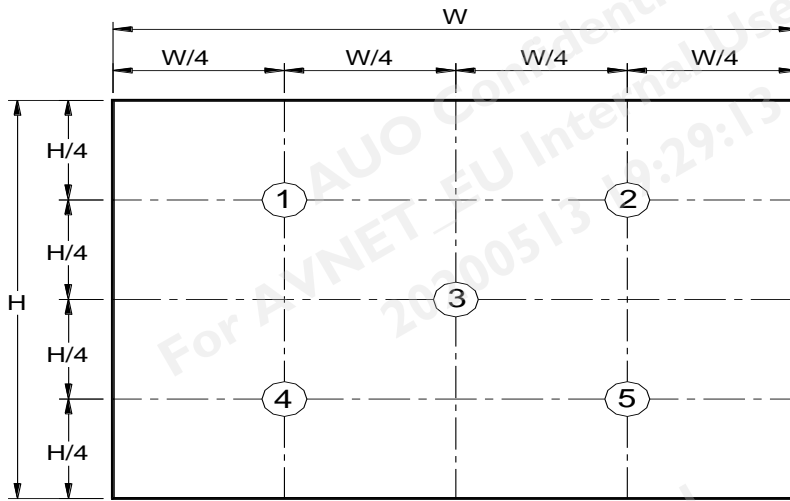 W
W/4 W/4 W/4 W/4
H/4
1 2
H/4
H
3
H/4
4 5
H/4
AUO Confidential
For AVNET_EU Internal Use
20200513 19:29:13